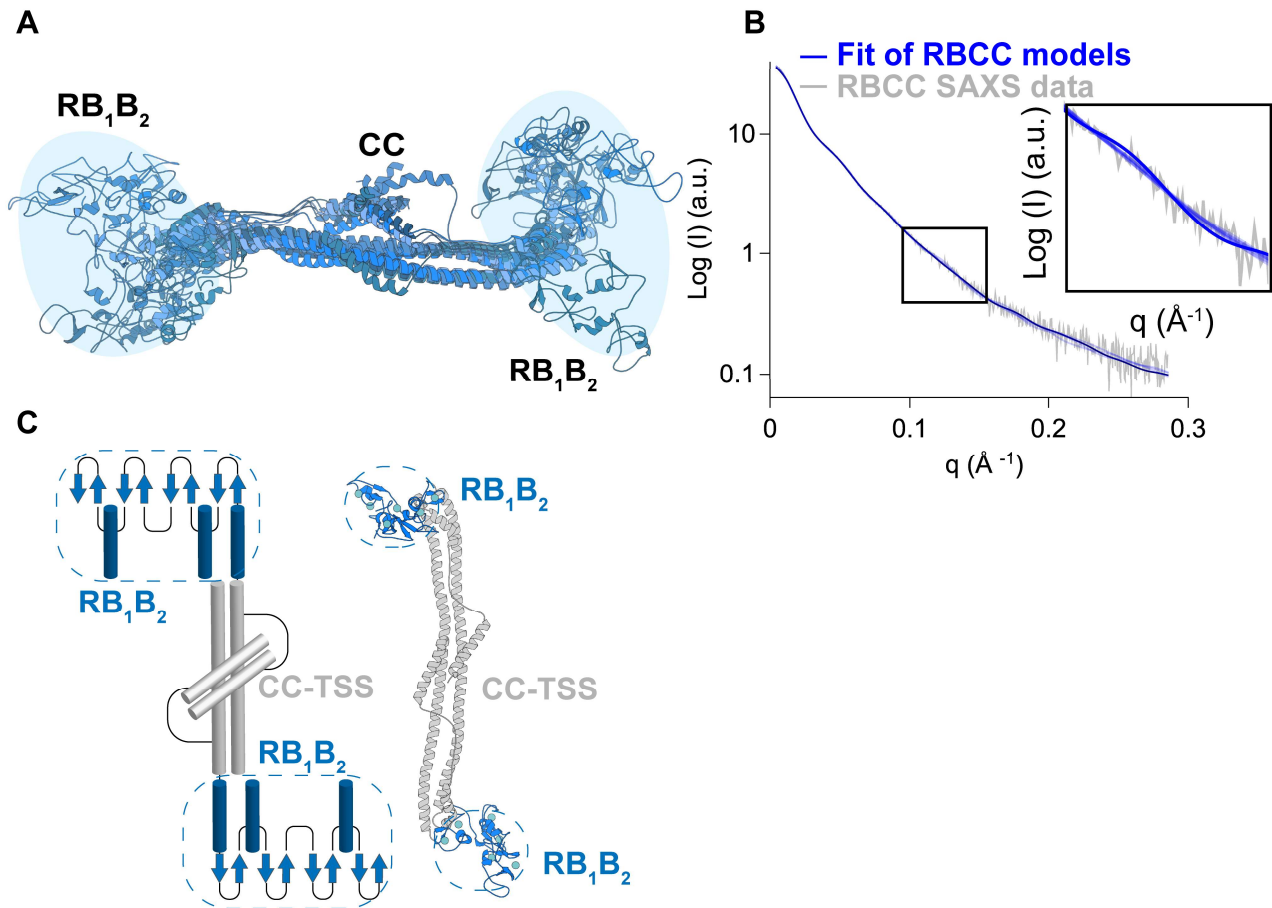 A
RB₁B₂
CC
RB₁B₂
B
Fit of RBCC models
RBCC SAXS data
Log (I) (a.u.)
10
1
0.1
0
0.1
0.2
0.3
q (Å⁻¹)
Log (I) (a.u.)
q (Å⁻¹)
C
RB₁B₂
CC-TSS
RB₁B₂
RB₁B₂
CC-TSS
RB₁B₂